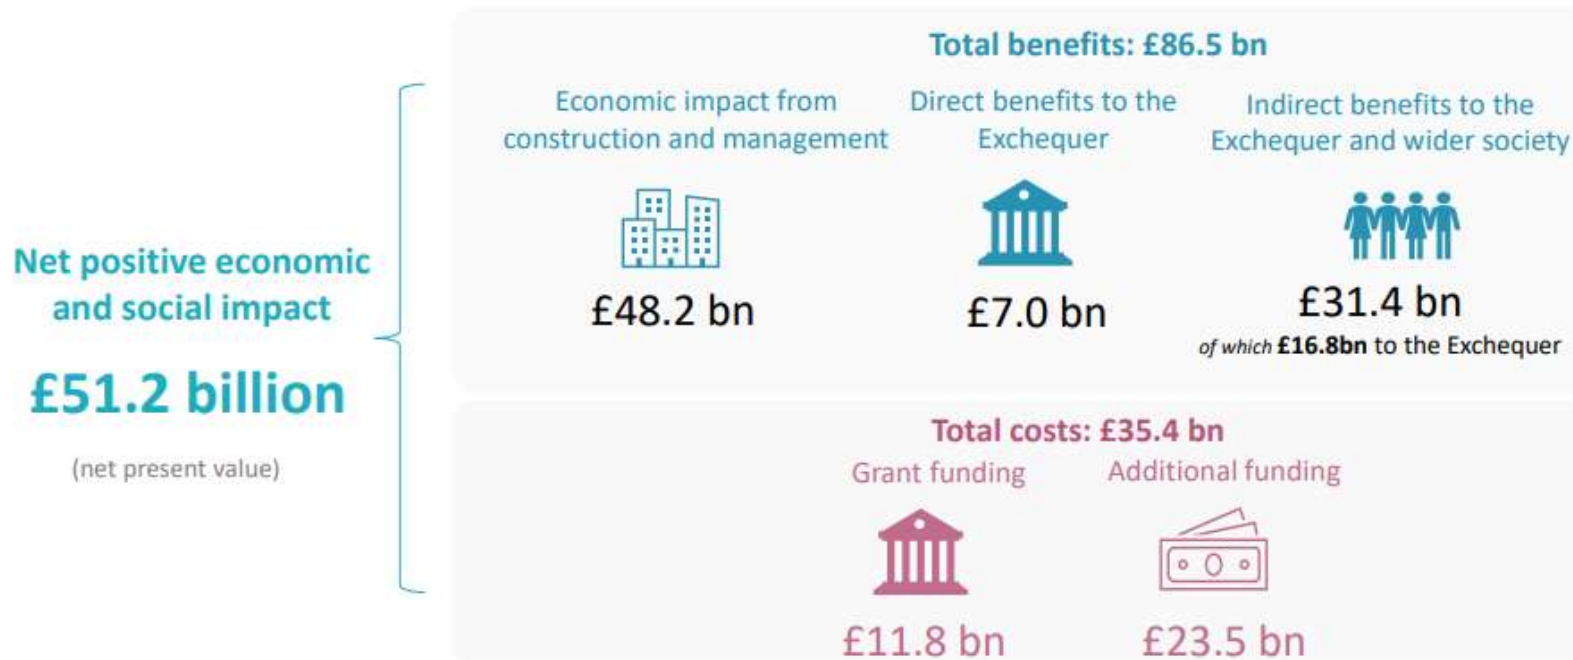 Total benefits: £86.5 bn
Economic impact from
construction and management
Direct benefits to the
Exchequer
Indirect benefits to the
Exchequer and wider society
£48.2 bn
£7.0 bn
£31.4 bn
of which £16.8bn to the Exchequer
Net positive economic
and social impact
£51.2 billion
(net present value)
Total costs: £35.4 bn
Grant funding
Additional funding
£11.8 bn
£23.5 bn